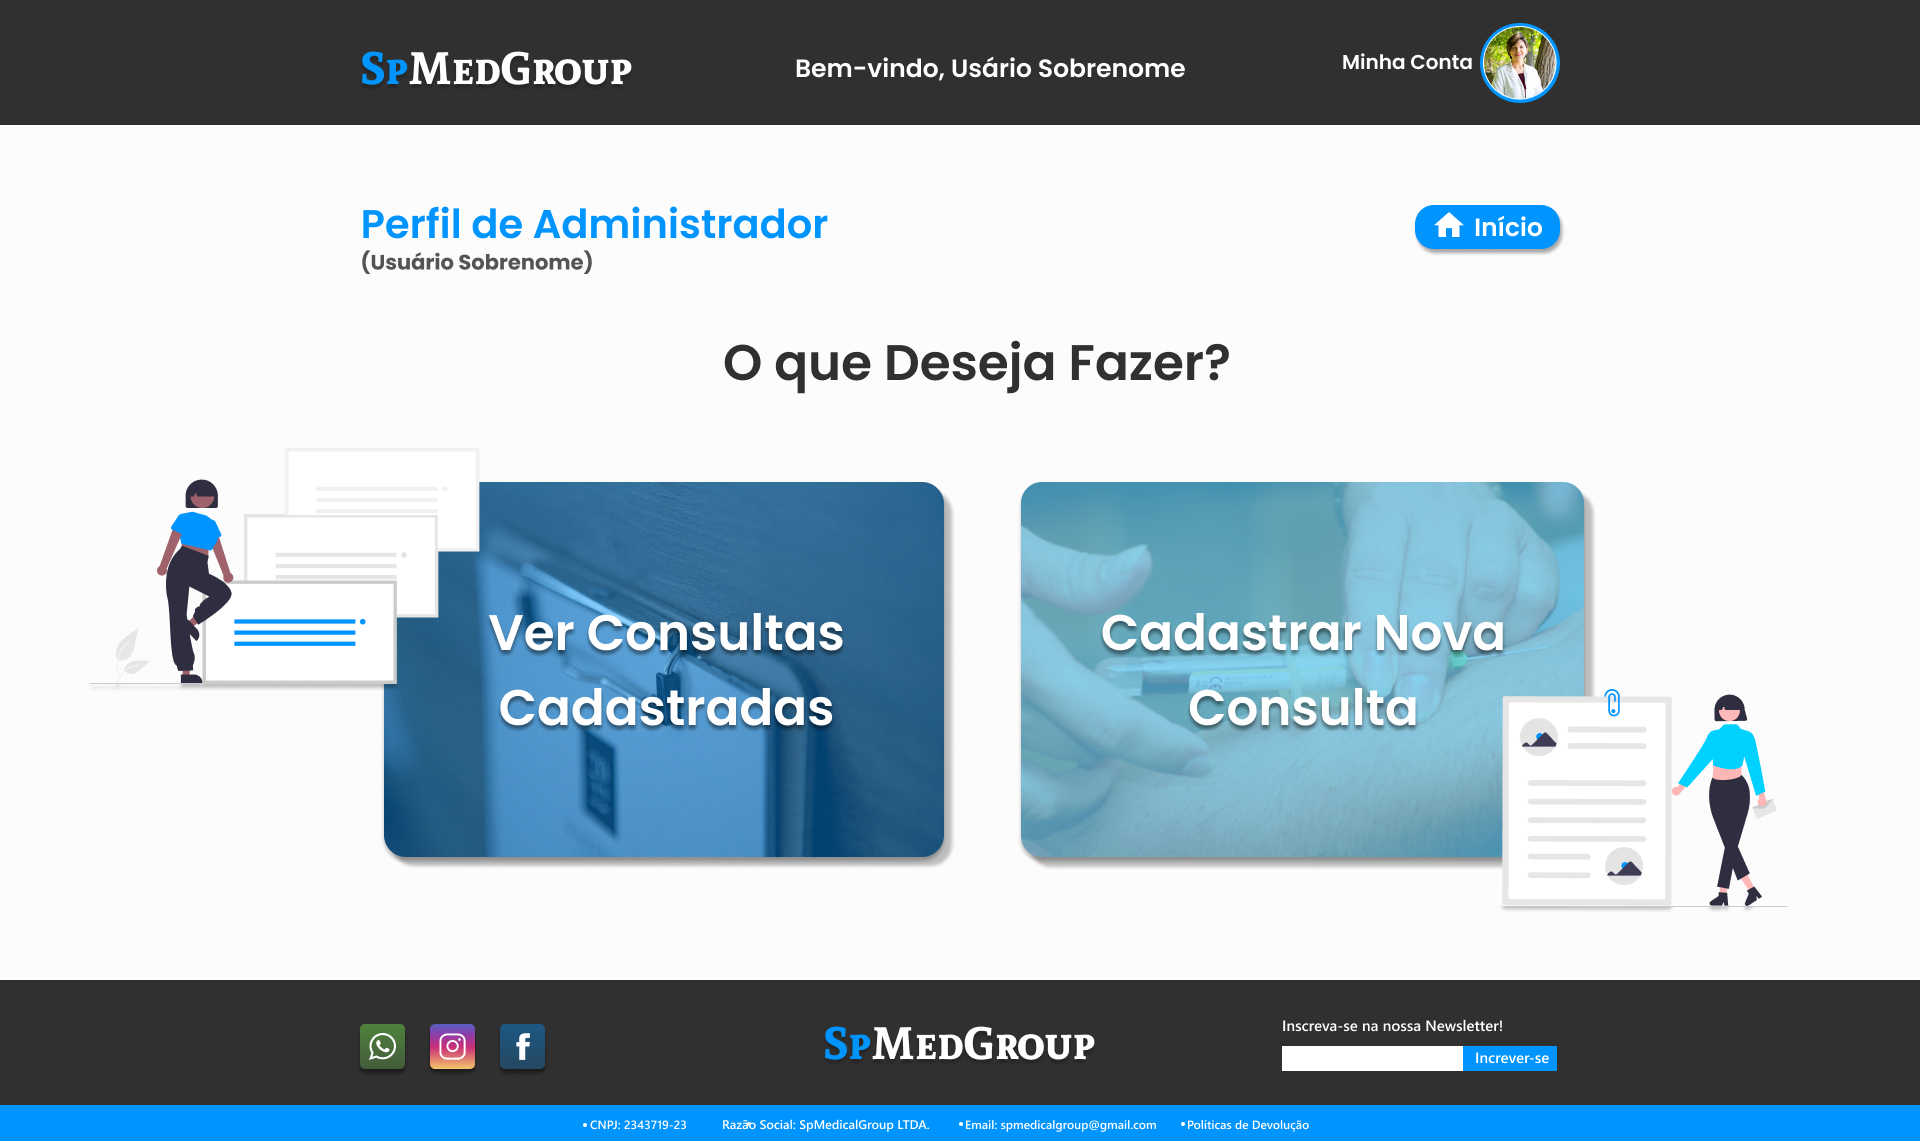 SpMedGroup
Bem-vindo, Usário Sobrenome
Minha Conta
Perfil de Administrador
(Usuário Sobrenome)
Início
O que Deseja Fazer?
Ver Consultas
Cadastradas
Cadastrar Nova
Consulta
SpMedGroup
Inscreva-se na nossa Newsletter!
Increver-se
• CNPJ: 2343719-23
Razão Social: SpMedicalGroup LTDA.
• Email: spmedicalgroup@gmail.com
• Políticas de Devolução